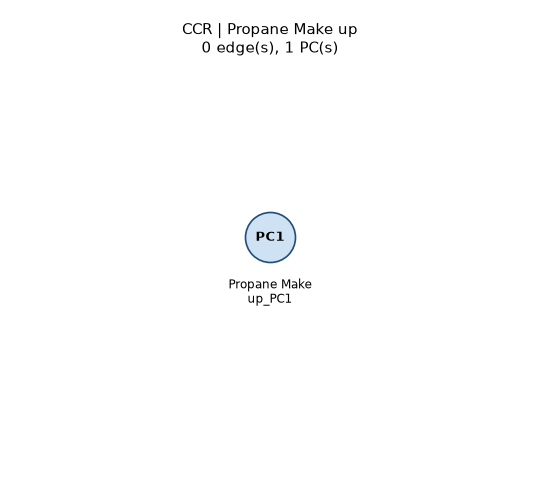 CCR | Propane Make up
0 edge(s), 1 PC(s)
PC1
Propane Make
up_PC1